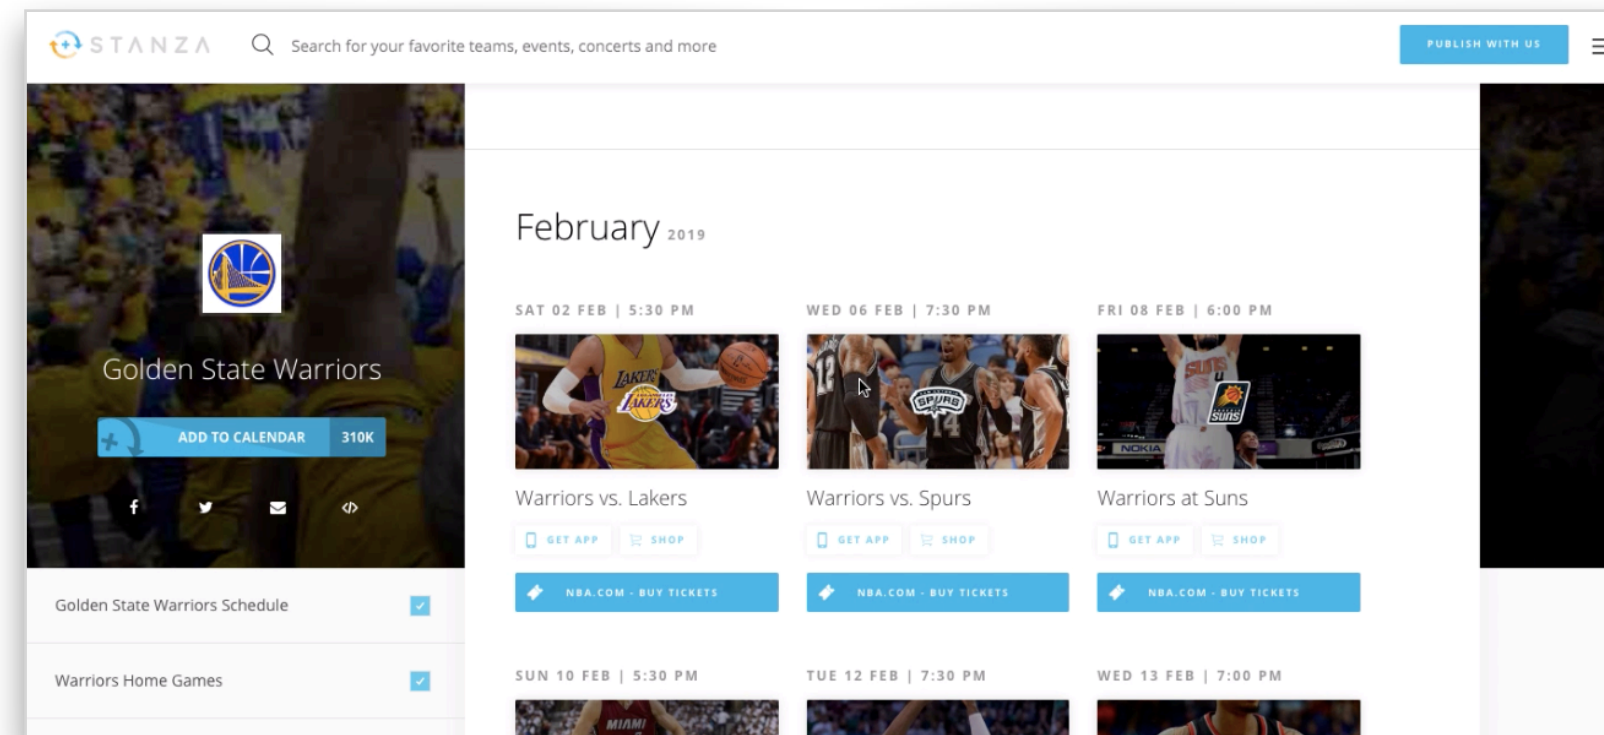 STANZA
Search for your favorite teams, events, concerts and more
PUBLISH WITH US
Golden State Warriors
ADD TO CALENDAR 310K
Golden State Warriors Schedule
Warriors Home Games
February 2019
SAT 02 FEB | 5:30 PM
WED 06 FEB | 7:30 PM
FRI 08 FEB | 6:00 PM
LAKERS
LAKERS
12
SPURS
14
SUNS
SUNS
NOKIA
Warriors vs. Lakers
Warriors vs. Spurs
Warriors at Suns
GET APP SHOP
GET APP SHOP
GET APP SHOP
NBA.COM - BUY TICKETS
NBA.COM - BUY TICKETS
NBA.COM - BUY TICKETS
SUN 10 FEB | 5:30 PM
TUE 12 FEB | 7:30 PM
WED 13 FEB | 7:00 PM
MIAMI